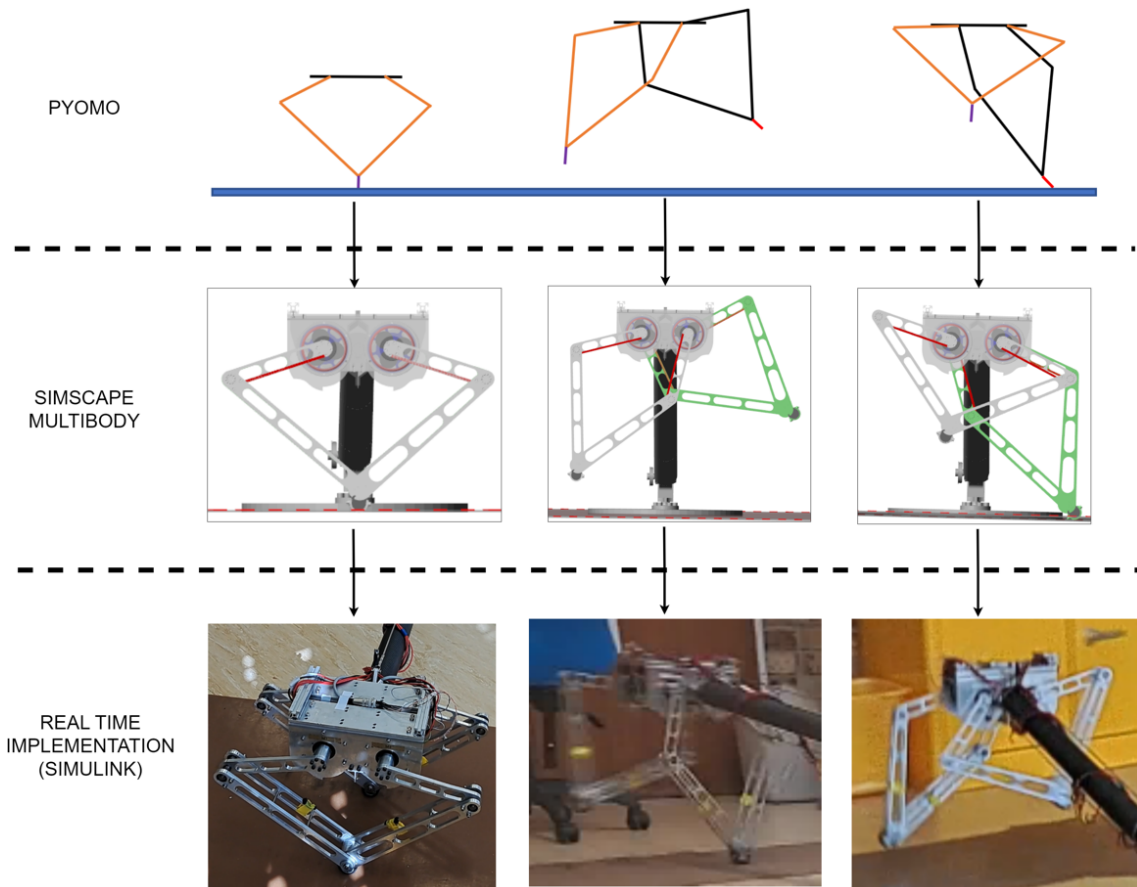 PYOMO
SIMSCAPE
MULTIBODY
REAL TIME
IMPLEMENTATION
(SIMULINK)